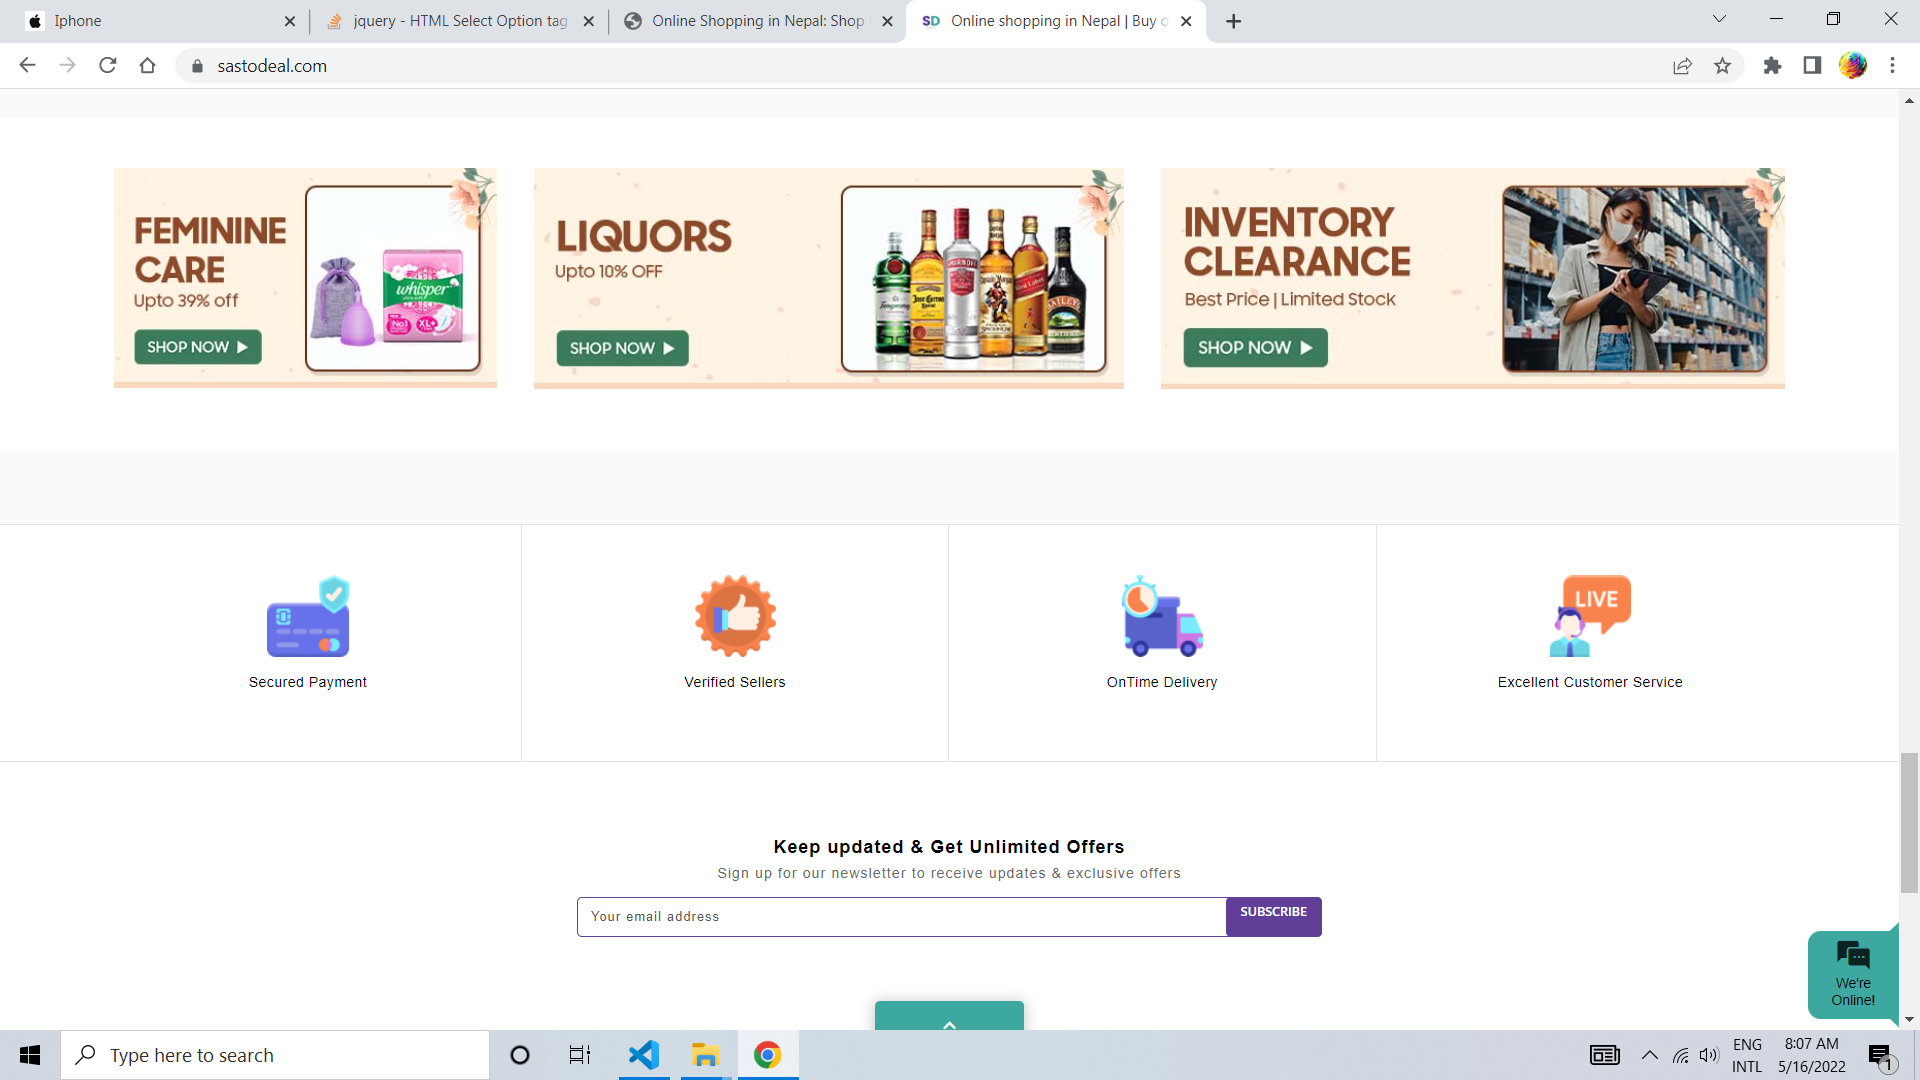 Iphone
jquery - HTML Select Option tag
Online Shopping in Nepal: Shop
SD Online shopping in Nepal | Buy o
sastodeal.com
FEMININE
CARE
Upto 39% off
SHOP NOW
whisper
XL+
LIQUORS
Upto 10% OFF
SHOP NOW
SMIRNOFF
BAILEYS
INVENTORY
CLEARANCE
Best Price | Limited Stock
SHOP NOW
LIVE
Secured Payment
Verified Sellers
OnTime Delivery
Excellent Customer Service
Keep updated & Get Unlimited Offers
Sign up for our newsletter to receive updates & exclusive offers
Your email address
SUBSCRIBE
We're
Online!
Type here to search
ENG
INTL
8:07 AM
5/16/2022
1